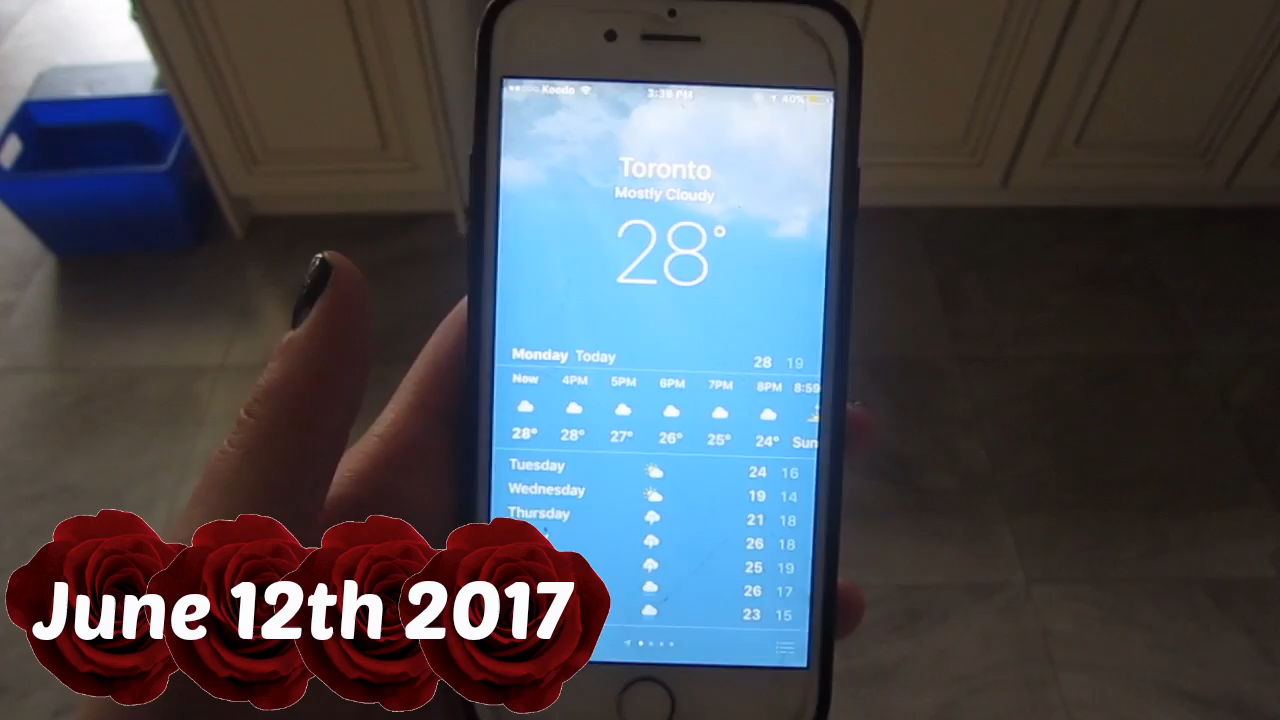 Koodo 3:39 PM 40%
Toronto
Mostly Cloudy
28°
Monday Today 28 19
Now 4PM 5PM 6PM 7PM 8PM 8:59
28° 28° 27° 26° 25° 24° Sun
Tuesday 24 16
Wednesday 19 14
Thursday 21 18
26 18
25 19
26 17
23 15
June 12th 2017